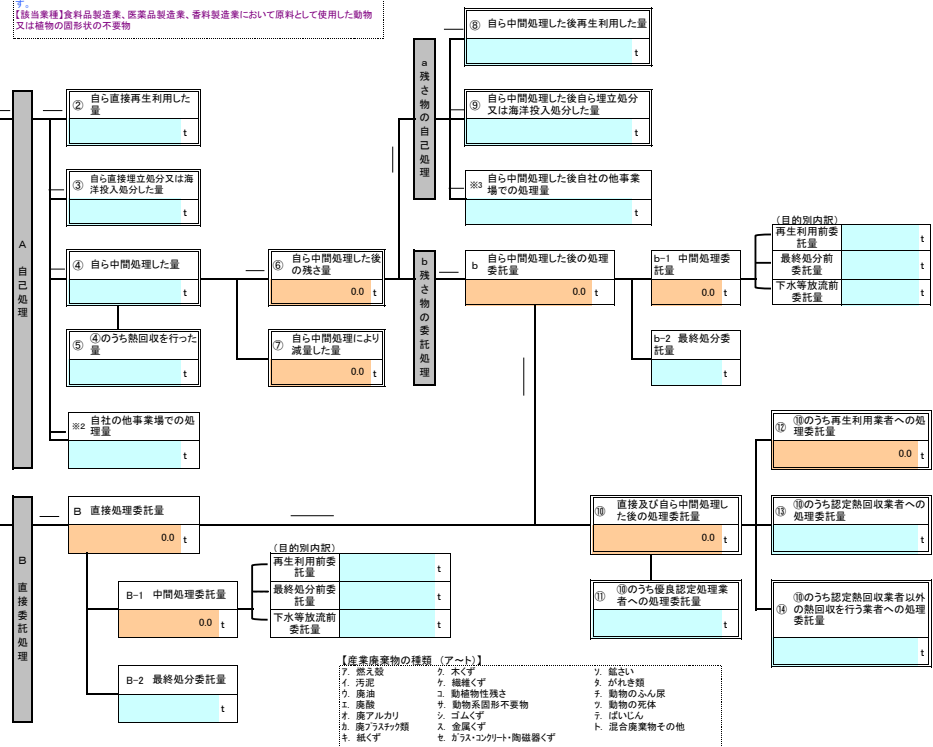 す。
【該当業種】食料品製造業、医薬品製造業、香料製造業において原料として使用した動物
又は植物の固形状の不要物
⑧ 自ら中間処理した後再生利用した量
t
a 残さ物の自己処理
② 自ら直接再生利用した
量
t
⑨ 自ら中間処理した後自ら埋立処分
又は海洋投入処分した量
t
③ 自ら直接埋立処分又は海
洋投入処分した量
t
※3 自ら中間処理した後自社の他事業
場での処理量
t
A 自己処理
④ 自ら中間処理した量
t
⑥ 自ら中間処理した後
の残さ量
0.0 t
b 残さ物の委託処理
b 自ら中間処理した後の処理
委託量
0.0 t
b-1 中間処理委
託量
0.0 t
(目的別内訳)
再生利用前委
託量
t
最終処分前
委託量
t
下水等放流前
委託量
t
⑤ ④のうち熱回収を行った
量
t
⑦ 自ら中間処理により
減量した量
0.0 t
b-2 最終処分委
託量
t
※2 自社の他事業場での処
理量
t
⑫ ⑩のうち再生利用業者への処
理委託量
0.0 t
B 直接委託処理
B 直接処理委託量
0.0 t
⑩ 直接及び自ら中間処理し
た後の処理委託量
0.0 t
⑬ ⑩のうち認定熱回収業者への
処理委託量
t
(目的別内訳)
再生利用前委
託量
t
最終処分前委
託量
t
下水等放流前
委託量
t
B-1 中間処理委託量
0.0 t
⑪ ⑩のうち優良認定処理業
者への処理委託量
t
⑭ ⑩のうち認定熱回収業者以外
の熱回収を行う業者への処理
委託量
t
B-2 最終処分委託量
t
【産業廃棄物の種類 (ア~ト)】
ア. 燃え殻 ク. 木くず ソ. 鉱さい
イ. 汚泥 ケ. 繊維くず タ. がれき類
ウ. 廃油 コ. 動植物性残さ チ. 動物のふん尿
エ. 廃酸 サ. 動物系固形不要物 ツ. 動物の死体
オ. 廃アルカリ シ. ゴムくず テ. ばいじん
カ. 廃プラスチック類 ス. 金属くず ト. 混合廃棄物その他
キ. 紙くず セ. ガラス・コンクリート・陶磁器くず